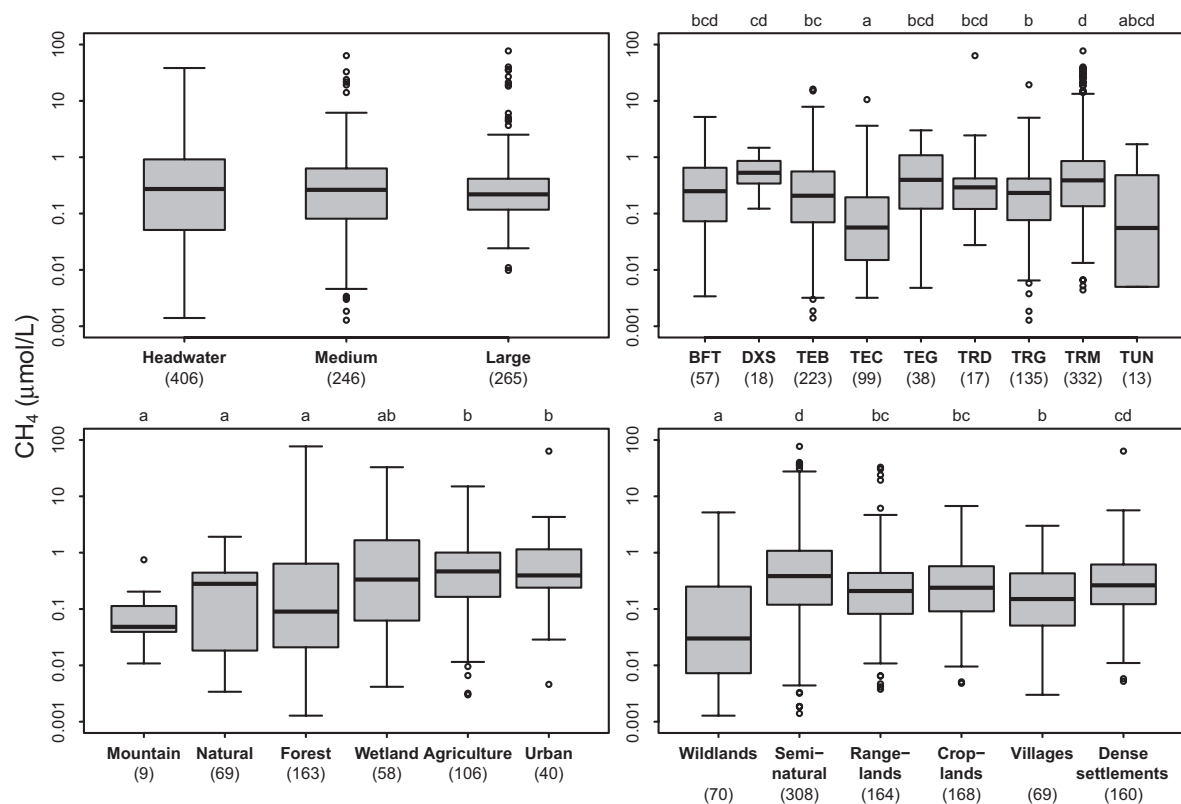 bcd cd bc a bcd bcd b d abcd
100
10
1
0.1
0.01
0.001
100
10
1
0.1
0.01
0.001
Headwater Medium Large
(406) (246) (265)
BFT DXS TEB TEC TEG TRD TRG TRM TUN
(57) (18) (223) (99) (38) (17) (135) (332) (13)
CH₄ (μmol/L)
a a a ab b b
100
10
1
0.1
0.01
0.001
Mountain Natural Forest Wetland Agriculture Urban
(9) (69) (163) (58) (106) (40)
a d bc bc b cd
100
10
1
0.1
0.01
0.001
Wildlands Semi− Range− Crop− Villages Dense
natural lands lands settlements
(70) (308) (164) (168) (69) (160)